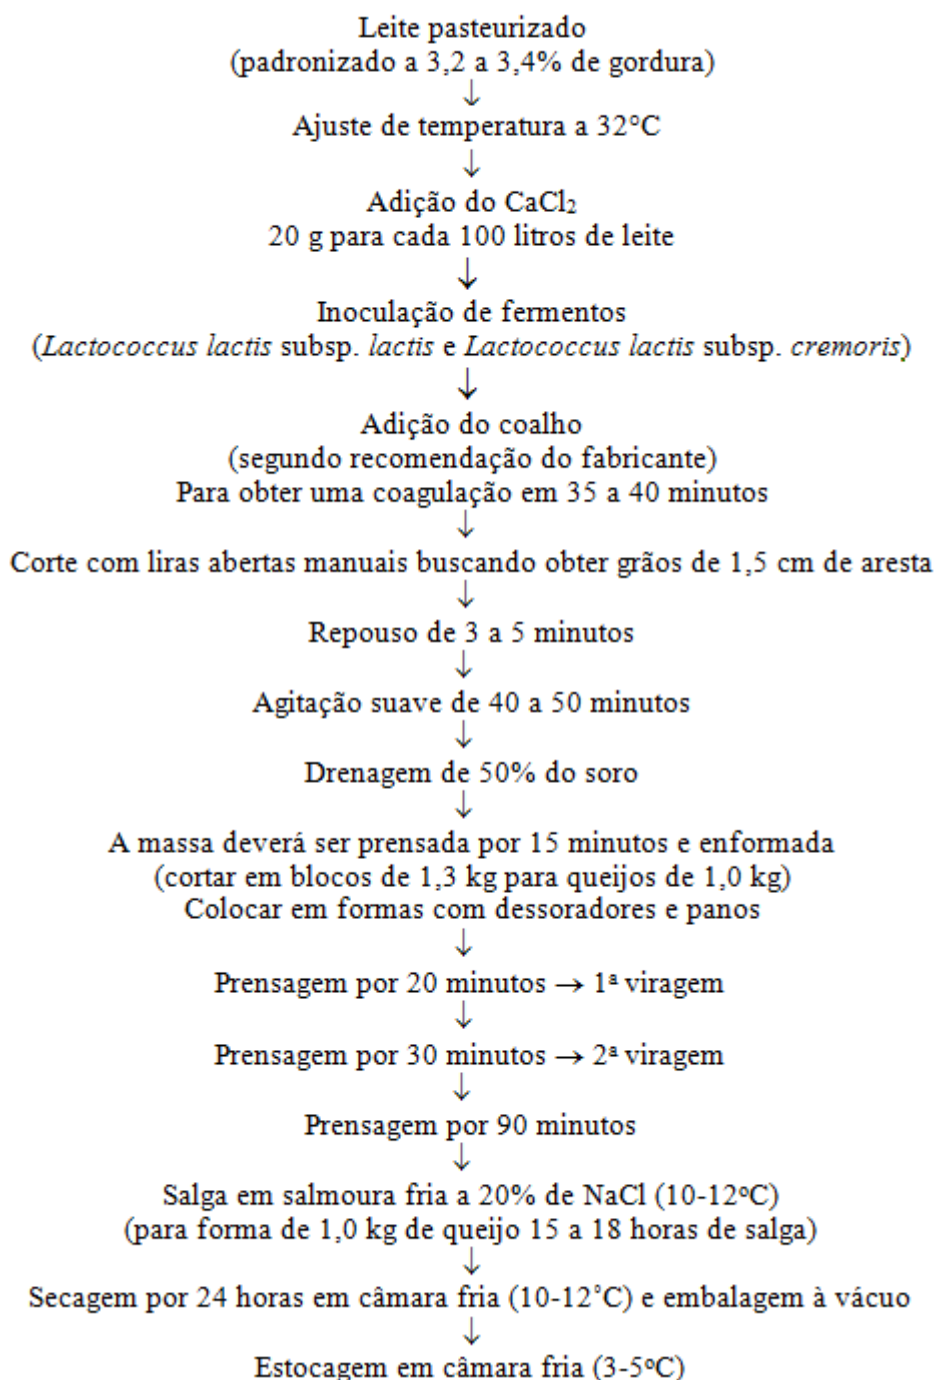 Leite pasteurizado
(padronizado a 3,2 a 3,4% de gordura)
↓
Ajuste de temperatura a 32°C
↓
Adição do CaCl₂
20 g para cada 100 litros de leite
↓
Inoculação de fermentos
(Lactococcus lactis subsp. lactis e Lactococcus lactis subsp. cremoris)
↓
Adição do coalho
(segundo recomendação do fabricante)
Para obter uma coagulação em 35 a 40 minutos
↓
Corte com liras abertas manuais buscando obter grãos de 1,5 cm de aresta
↓
Repouso de 3 a 5 minutos
↓
Agitação suave de 40 a 50 minutos
↓
Drenagem de 50% do soro
↓
A massa deverá ser prensada por 15 minutos e enformada
(cortar em blocos de 1,3 kg para queijos de 1,0 kg)
Colocar em formas com dessoradores e panos
↓
Prensagem por 20 minutos → 1ª viragem
↓
Prensagem por 30 minutos → 2ª viragem
↓
Prensagem por 90 minutos
↓
Salga em salmoura fria a 20% de NaCl (10-12ºC)
(para forma de 1,0 kg de queijo 15 a 18 horas de salga)
↓
Secagem por 24 horas em câmara fria (10-12˚C) e embalagem à vácuo
↓
Estocagem em câmara fria (3-5ºC)